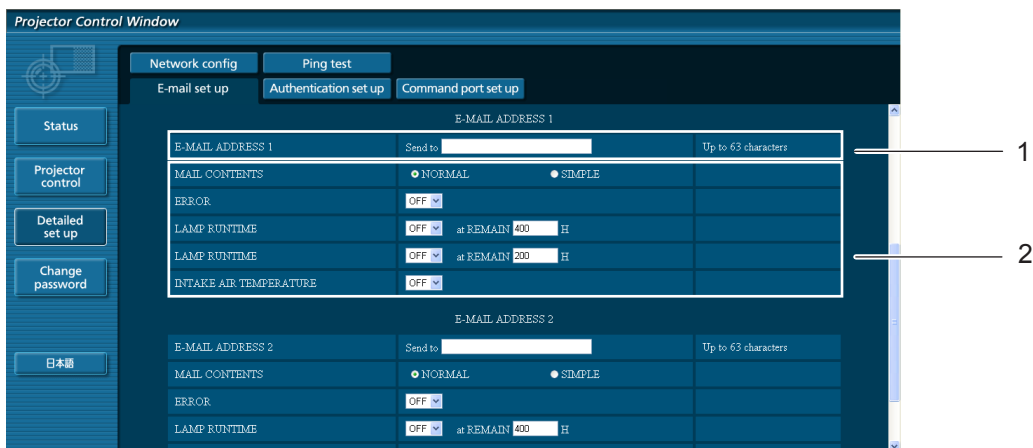 Projector Control Window
Network config Ping test
E-mail set up Authentication set up Command port set up
Status
Projector control
Detailed set up
Change password
日本語
E-MAIL ADDRESS 1
E-MAIL ADDRESS 1 Send to Up to 63 characters
MAIL CONTENTS NORMAL SIMPLE
ERROR OFF
LAMP RUNTIME OFF at REMAIN 400 H
LAMP RUNTIME OFF at REMAIN 200 H
INTAKE AIR TEMPERATURE OFF
E-MAIL ADDRESS 2
E-MAIL ADDRESS 2 Send to Up to 63 characters
MAIL CONTENTS NORMAL SIMPLE
ERROR OFF
LAMP RUNTIME OFF at REMAIN 400 H
1
2